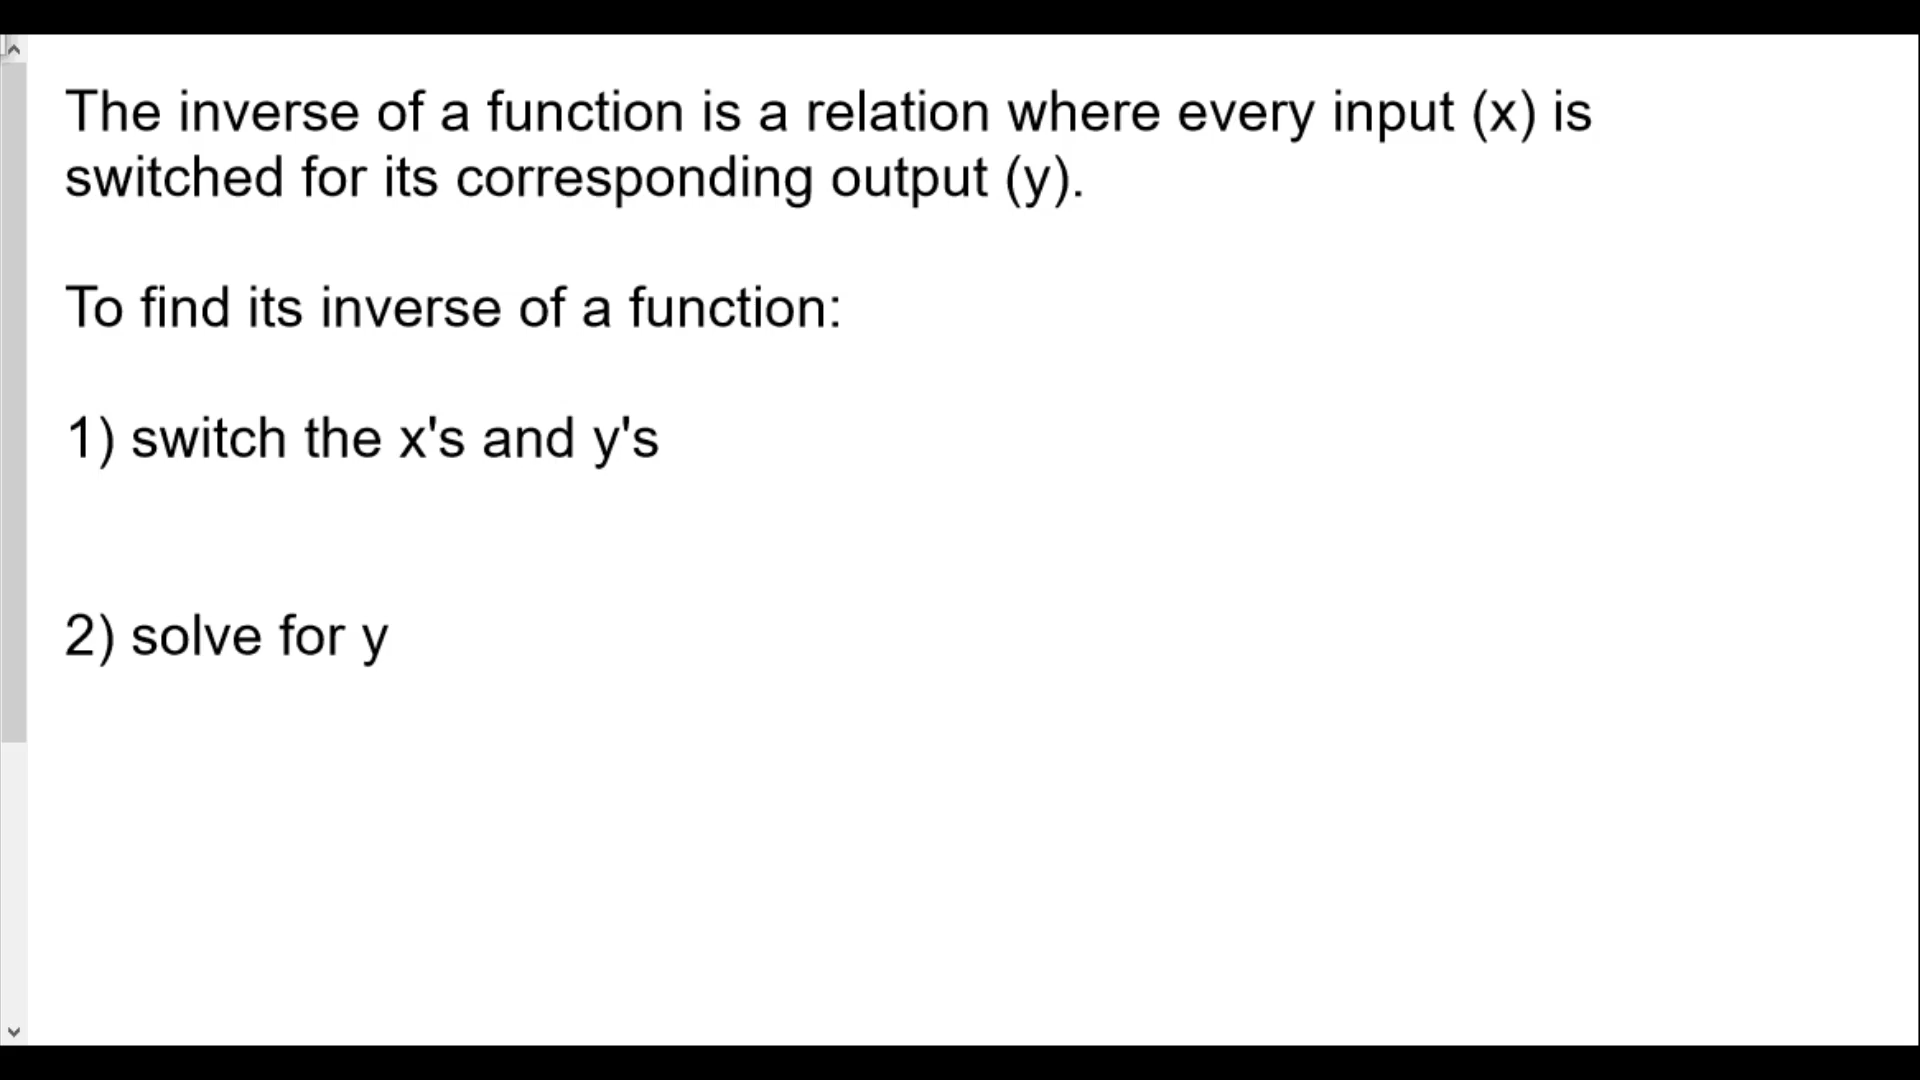 The inverse of a function is a relation where every input (x) is
switched for its corresponding output (y).
To find its inverse of a function:
1) switch the x's and y's
2) solve for y